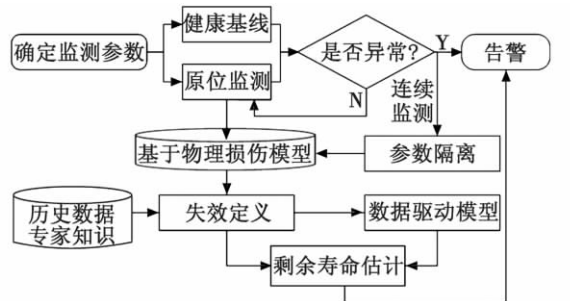 健康基线
确定监测参数
是否异常?
Y
告警
原位监测
N
连续
监测
基于物理损伤模型
参数隔离
历史数据
专家知识
失效定义
数据驱动模型
剩余寿命估计